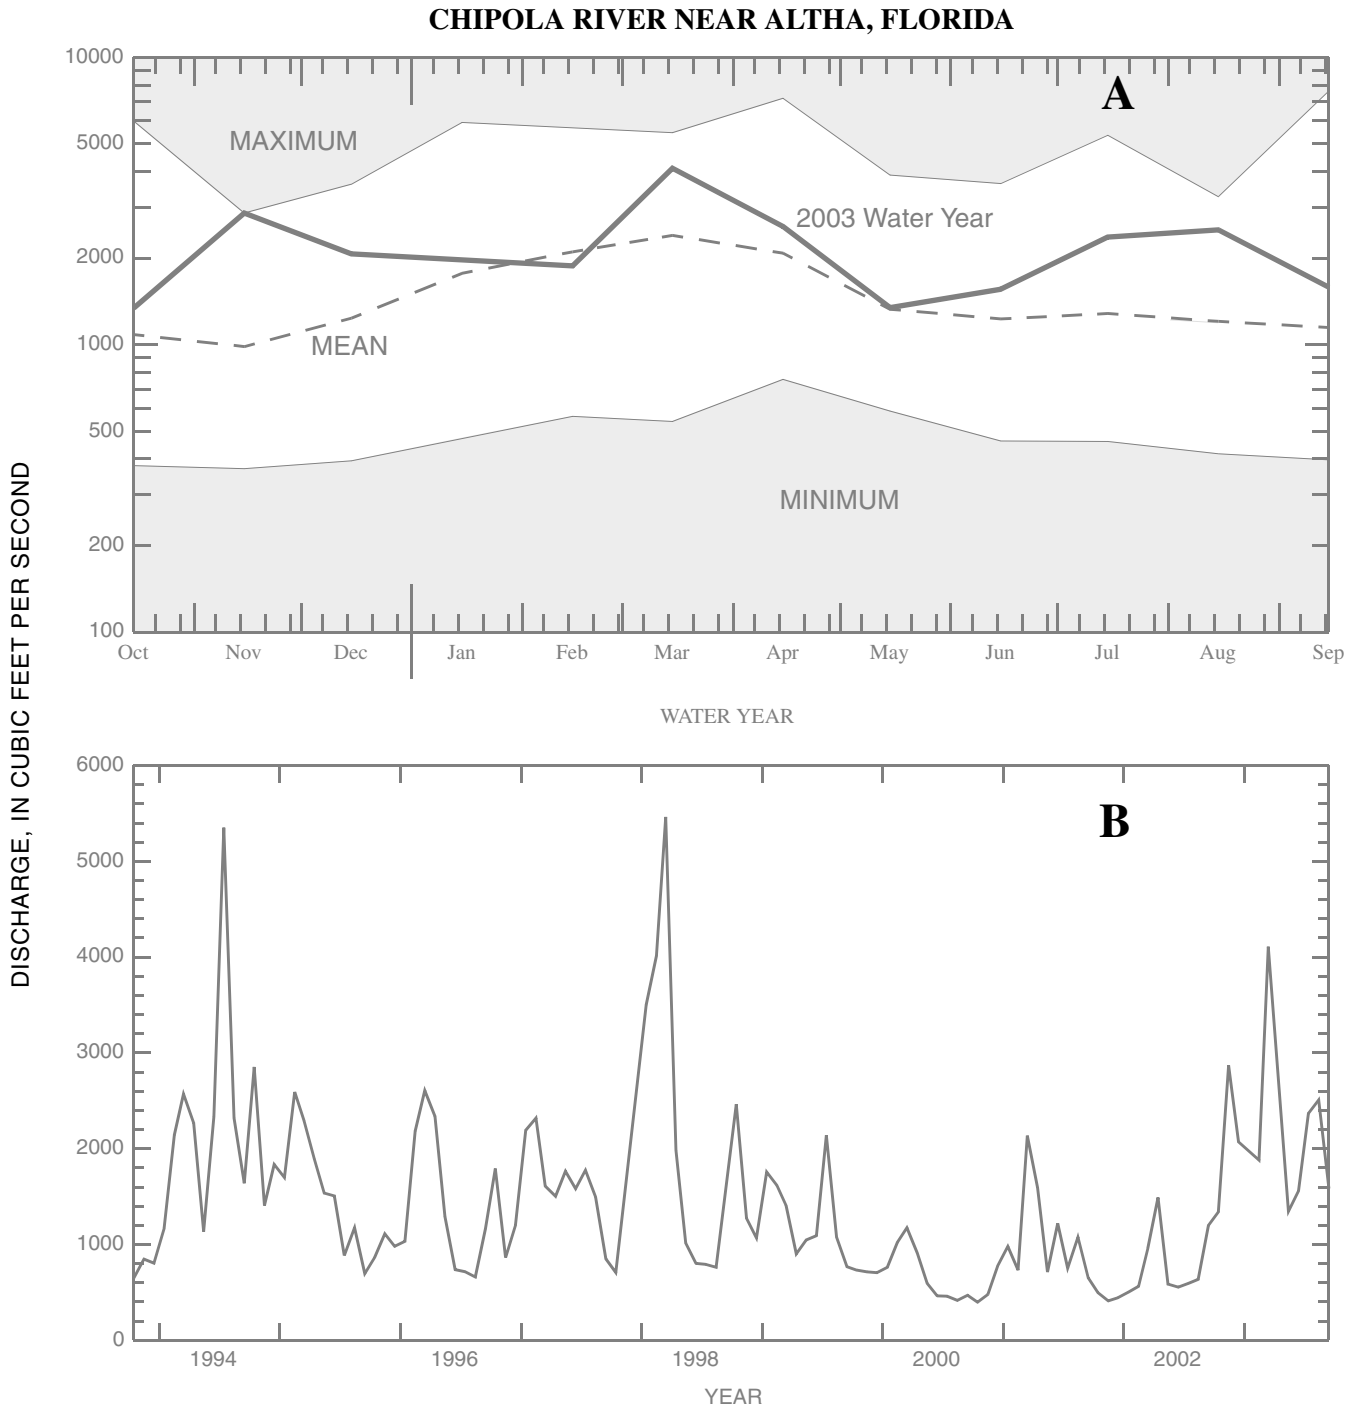 CHIPOLA RIVER NEAR ALTHA, FLORIDA
DISCHARGE, IN CUBIC FEET PER SECOND
10000
A
MAXIMUM
5000
2003 Water Year
2000
MEAN
1000
500
MINIMUM
200
100
Oct Nov Dec Jan Feb Mar Apr May Jun Jul Aug Sep
WATER YEAR
6000
B
5000
4000
3000
2000
1000
0
1994 1996 1998 2000 2002
YEAR